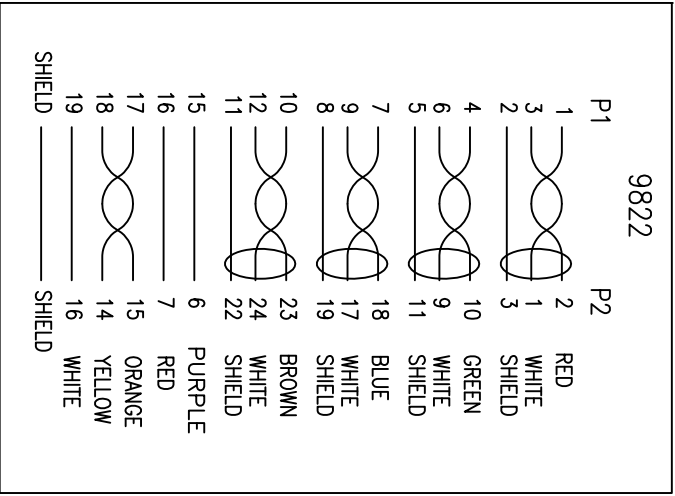 9822
P1 P2
1 2 RED
3 1 WHITE
2 3 SHIELD
4 10 GREEN
6 9 WHITE
5 11 SHIELD
7 18 BLUE
9 17 WHITE
8 19 SHIELD
10 23 BROWN
12 24 WHITE
11 22 SHIELD
15 6 PURPLE
16 7 RED
17 15 ORANGE
18 14 YELLOW
19 16 WHITE
SHIELD SHIELD